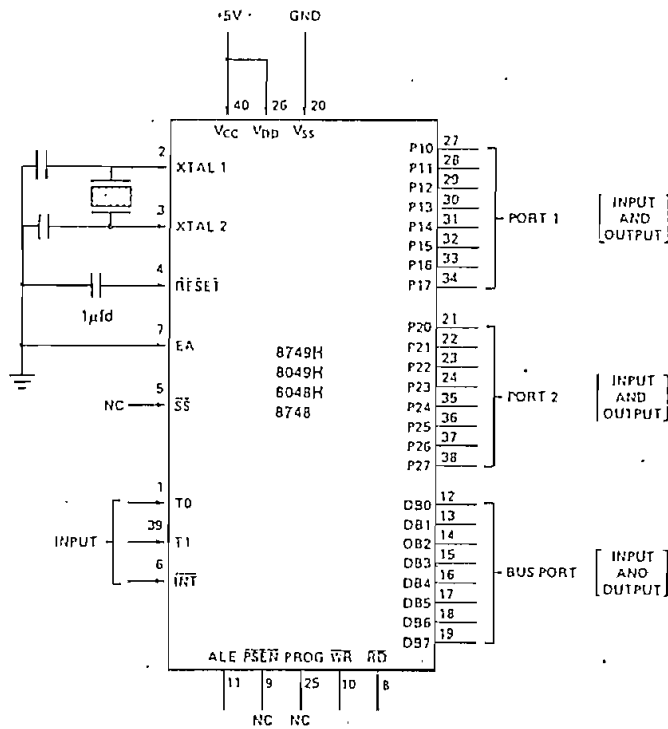 +5V GND
40 26 20
VCC VDD VSS
2 XTAL 1
3 XTAL 2
4 RESET
1µfd
7 EA
5 NC SS
8749H
8049H
8048H
8748
1 T0
39 T1
6 INT
INPUT
P10 27
P11 28
P12 29
P13 30
P14 31
P15 32
P16 33
P17 34
PORT 1
INPUT
AND
OUTPUT
P20 21
P21 22
P22 23
P23 24
P24 35
P25 36
P26 37
P27 38
PORT 2
INPUT
AND
OUTPUT
DB0 12
DB1 13
DB2 14
DB3 15
DB4 16
DB5 17
DB6 18
DB7 19
BUS PORT
INPUT
AND
OUTPUT
ALE PSEN PROG WR RD
11 9 25 10 8
NC NC